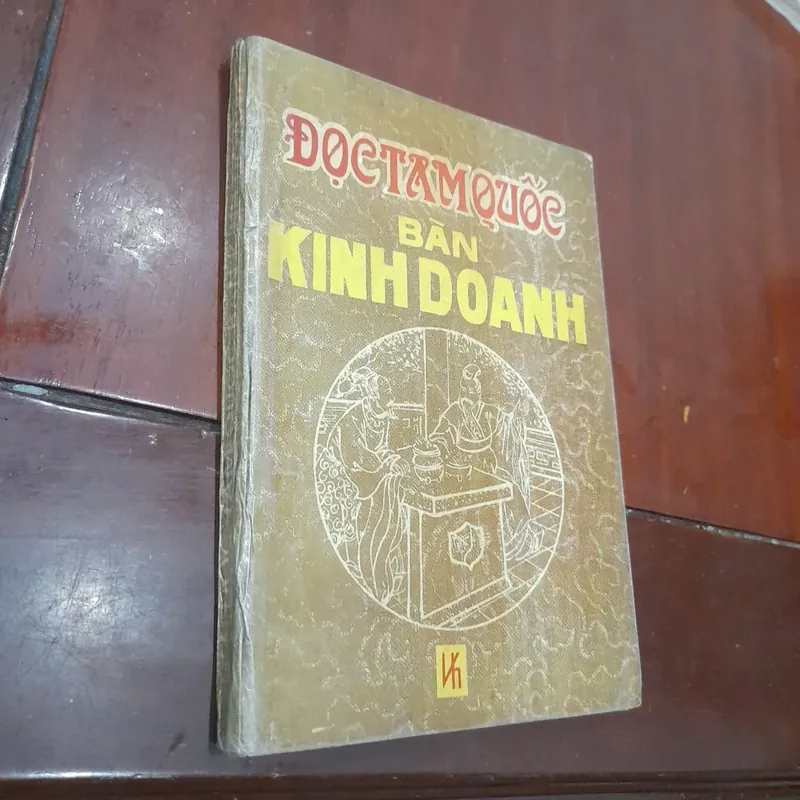 ĐỌC TAM QUỐC
BÀN
KINH DOANH